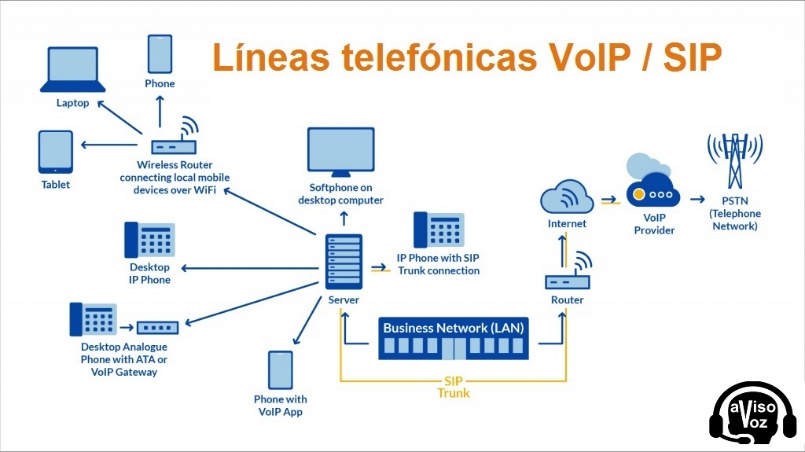 Líneas telefónicas VoIP / SIP
Phone
Laptop
Tablet
Wireless Router
connecting local mobile
devices over WiFi
Softphone on
desktop computer
Internet
VoIP
Provider
PSTN
(Telephone
Network)
Desktop
IP Phone
IP Phone with SIP
Trunk connection
Server
Router
Desktop Analogue
Phone with ATA or
VoIP Gateway
Business Network (LAN)
Phone with
VoIP App
SIP
Trunk
aViso
Voz